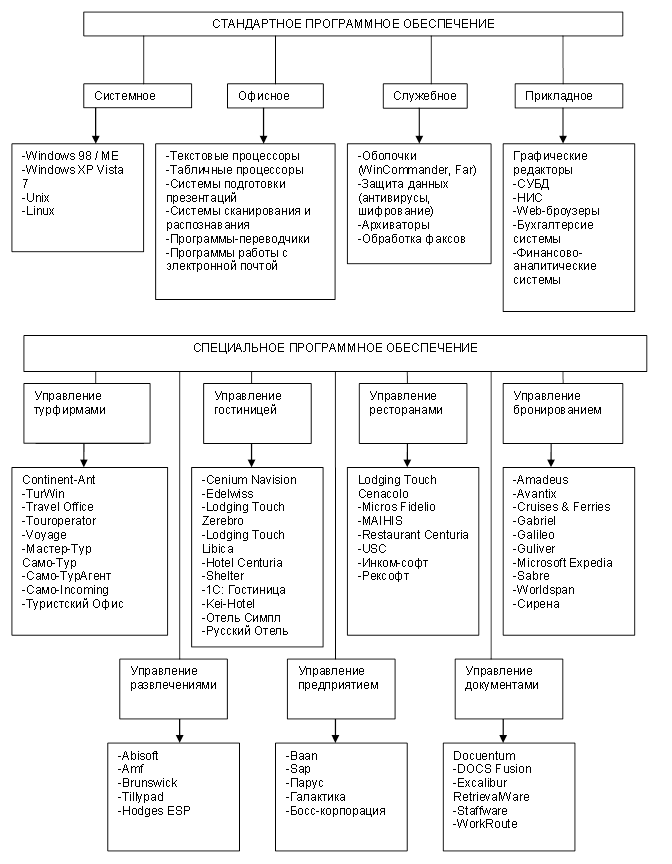 СТАНДАРТНОЕ ПРОГРАММНОЕ ОБЕСПЕЧЕНИЕ
Системное
Офисное
Служебное
Прикладное
-Windows 98 / ME
-Windows XP Vista
7
-Unix
-Linux
-Текстовые процессоры
-Табличные процессоры
-Системы подготовки
презентаций
-Системы сканирования и
распознавания
-Программы-переводчики
-Программы работы с
электронной почтой
-Оболочки
(WinCommander, Far)
-Защита данных
(антивирусы,
шифрование)
-Архиваторы
-Обработка факсов
Графические
редакторы
-СУБД
-НИС
-Web-броузеры
-Бухгалтерсие
системы
-Финансово-
аналитические
системы
СПЕЦИАЛЬНОЕ ПРОГРАММНОЕ ОБЕСПЕЧЕНИЕ
Управление
турфирмами
Управление
гостиницей
Управление
ресторанами
Управление
бронированием
Continent-Ant
-TurWin
-Travel Office
-Touroperator
-Voyage
-Мастер-Тур
Само-Тур
-Само-ТурАгент
-Само-Incoming
-Туристский Офис
-Cenium Navision
-Edelwiss
-Lodging Touch
Zerebro
-Lodging Touch
Libica
-Hotel Centuria
-Shelter
-1С: Гостиница
-Kei-Hotel
-Отель Симпл
-Русский Отель
Lodging Touch
Cenacolo
-Micros Fidelio
-MAIHIS
-Restaurant Centuria
-USC
-Инком-софт
-Рексофт
-Amadeus
-Avantix
-Cruises & Ferries
-Gabriel
-Galileo
-Guliver
-Microsoft Expedia
-Sabre
-Worldspan
-Сирена
Управление
развлечениями
Управление
предприятием
Управление
документами
-Abisoft
-Amf
-Brunswick
-Tillypad
-Hodges ESP
-Baan
-Sap
-Парус
-Галактика
-Босс-корпорация
Docuentum
-DOCS Fusion
-Excalibur
RetrievalWare
-Staffware
-WorkRoute